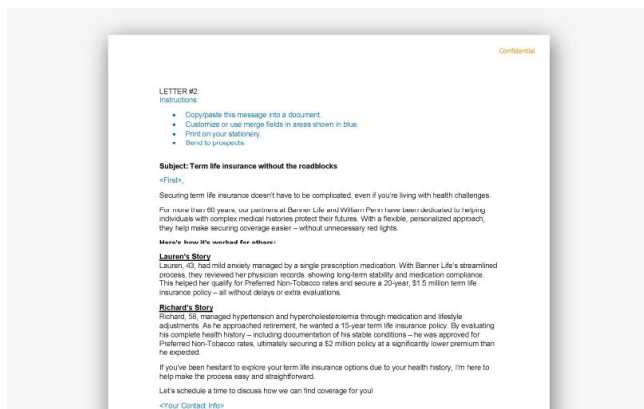 Confidential
LETTER #2:
Instructions:
• Copy/paste this message into a document.
• Customize or use merge fields in areas shown in blue.
• Print on your stationery.
• Send to prospects.
Subject: Term life insurance without the roadblocks
<First>,
Securing term life insurance doesn't have to be complicated, even if you're living with health challenges.
For more than 60 years, our partners at Banner Life and William Penn have been dedicated to helping
individuals with complex medical histories protect their futures. With a flexible, personalized approach,
they help make securing coverage easier – without unnecessary red lights.
Here's how it's worked for others:
Lauren's Story
Lauren, 43, had mild anxiety managed by a single prescription medication. With Banner Life's streamlined
process, they reviewed her physician records, showing long-term stability and medication compliance.
This helped her qualify for Preferred Non-Tobacco rates and secure a 20-year, $1.5 million term life
insurance policy – all without delays or extra evaluations.
Richard's Story
Richard, 58, managed hypertension and hypercholesterolemia through medication and lifestyle
adjustments. As he approached retirement, he wanted a 15-year term life insurance policy. By evaluating
his complete health history – including documentation of his stable conditions – he was approved for
Preferred Non-Tobacco rates, ultimately securing a $2 million policy at a significantly lower premium than
he expected.
If you've been hesitant to explore your term life insurance options due to your health history, I'm here to
help make the process easy and straightforward.
Let's schedule a time to discuss how we can find coverage for you!
<Your Contact Info>